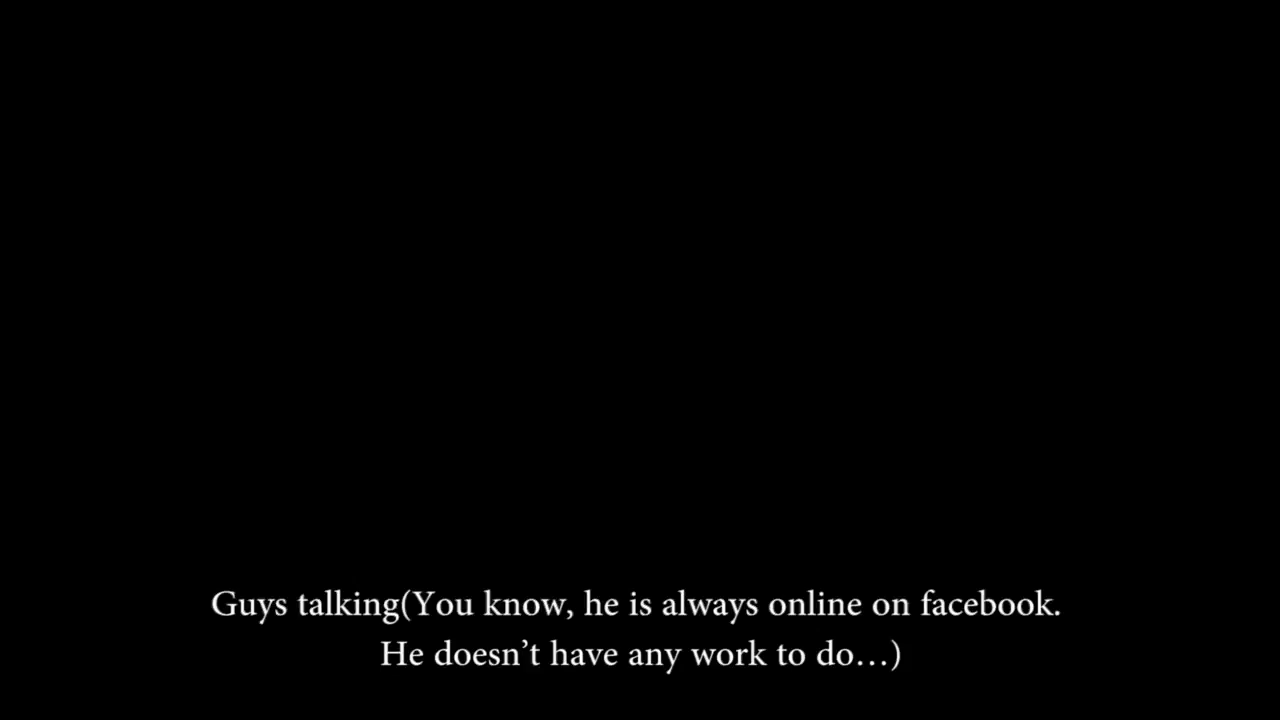 Guys talking(You know, he is always online on facebook.
He doesn’t have any work to do…)